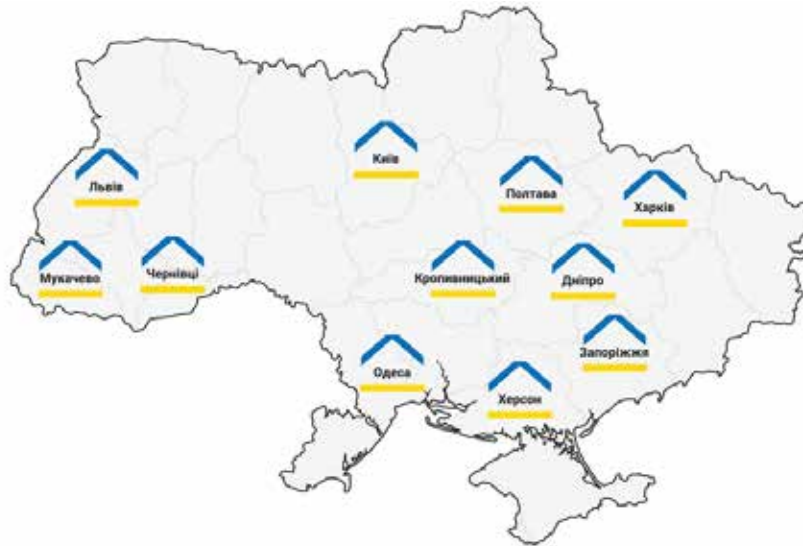 Київ
Львів
Полтава
Харків
Мукачево
Чернівці
Кропивницький
Дніпро
Запоріжжя
Одеса
Херсон